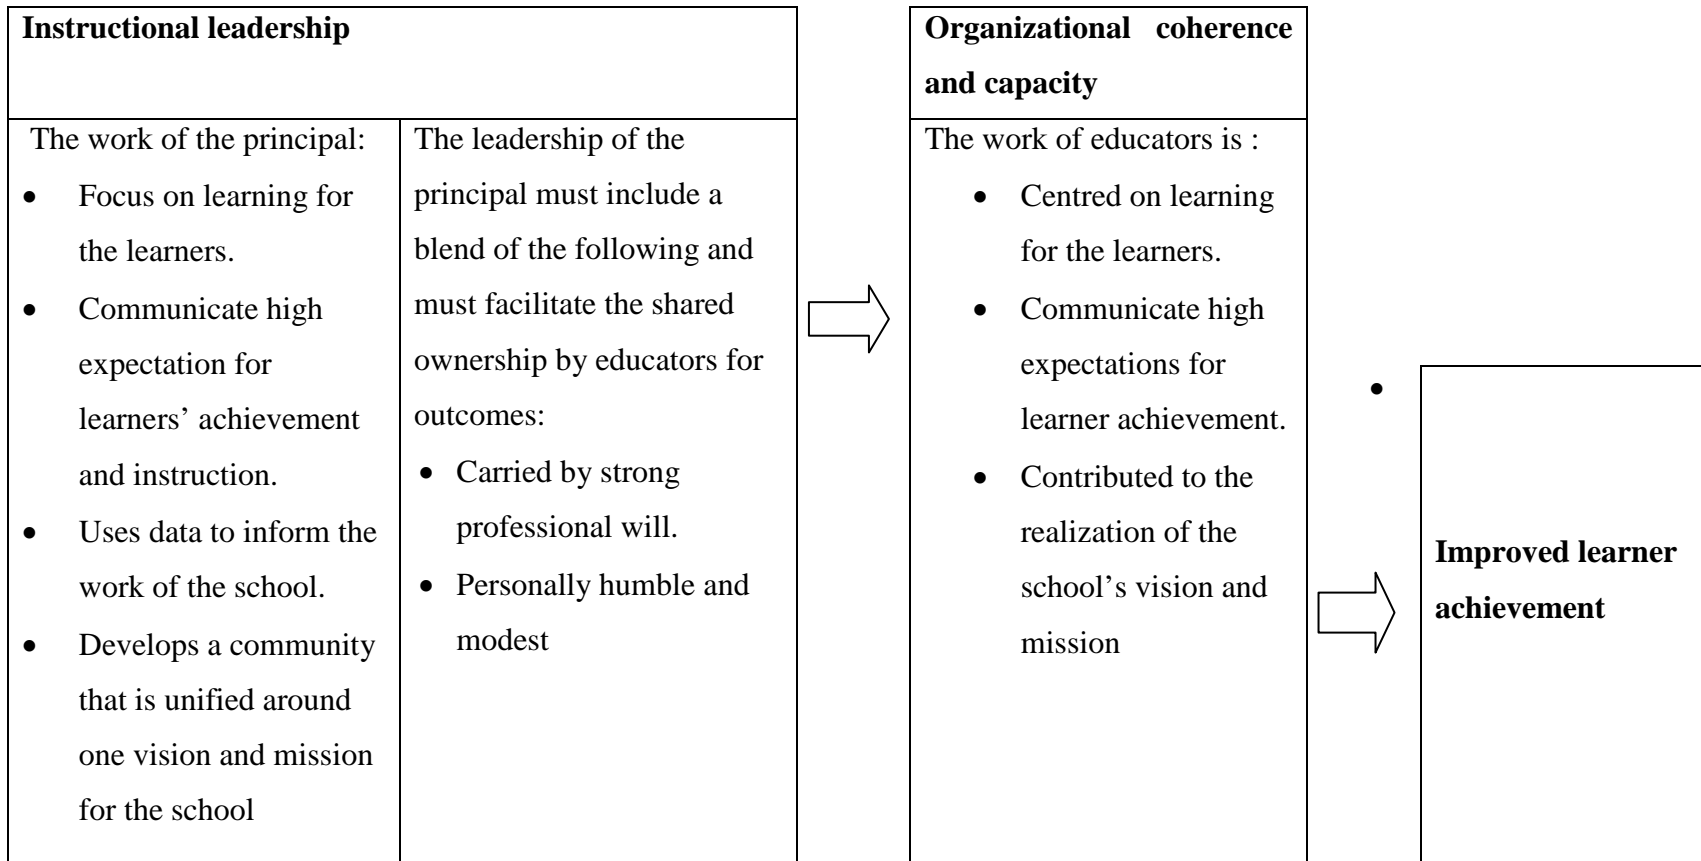 Instructional leadership
The work of the principal:
• Focus on learning for
the learners.
• Communicate high
expectation for
learners’ achievement
and instruction.
• Uses data to inform the
work of the school.
• Develops a community
that is unified around
one vision and mission
for the school
The leadership of the
principal must include a
blend of the following and
must facilitate the shared
ownership by educators for
outcomes:
• Carried by strong
professional will.
• Personally humble and
modest
Organizational coherence
and capacity
The work of educators is :
• Centred on learning
for the learners.
• Communicate high
expectations for
learner achievement.
• Contributed to the
realization of the
school’s vision and
mission
•
Improved learner
achievement